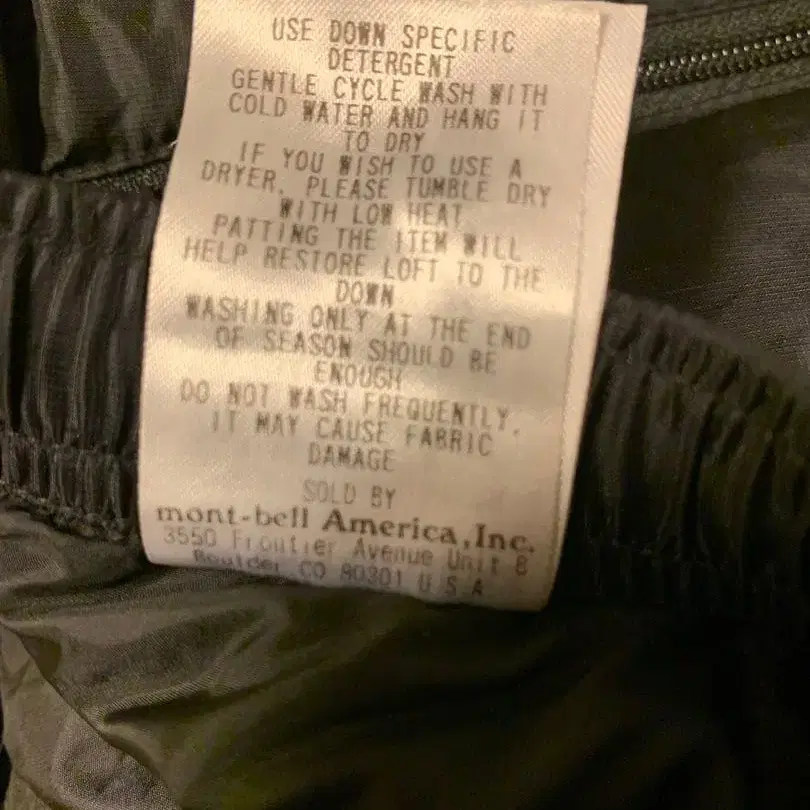 USE DOWN SPECIFIC
DETERGENT
GENTLE CYCLE WASH WITH
COLD WATER AND HANG IT
TO DRY
IF YOU WISH TO USE A
DRYER, PLEASE TUMBLE DRY
WITH LOW HEAT
PATTING THE ITEM WILL
HELP RESTORE LOFT TO THE
DOWN
WASHING ONLY AT THE END
OF SEASON SHOULD BE
ENOUGH
DO NOT WASH FREQUENTLY.
IT MAY CAUSE FABRIC
DAMAGE
SOLD BY
mont-bell America,Inc.
3550 Frontier Avenue Unit B
Boulder CO 80301 U S A